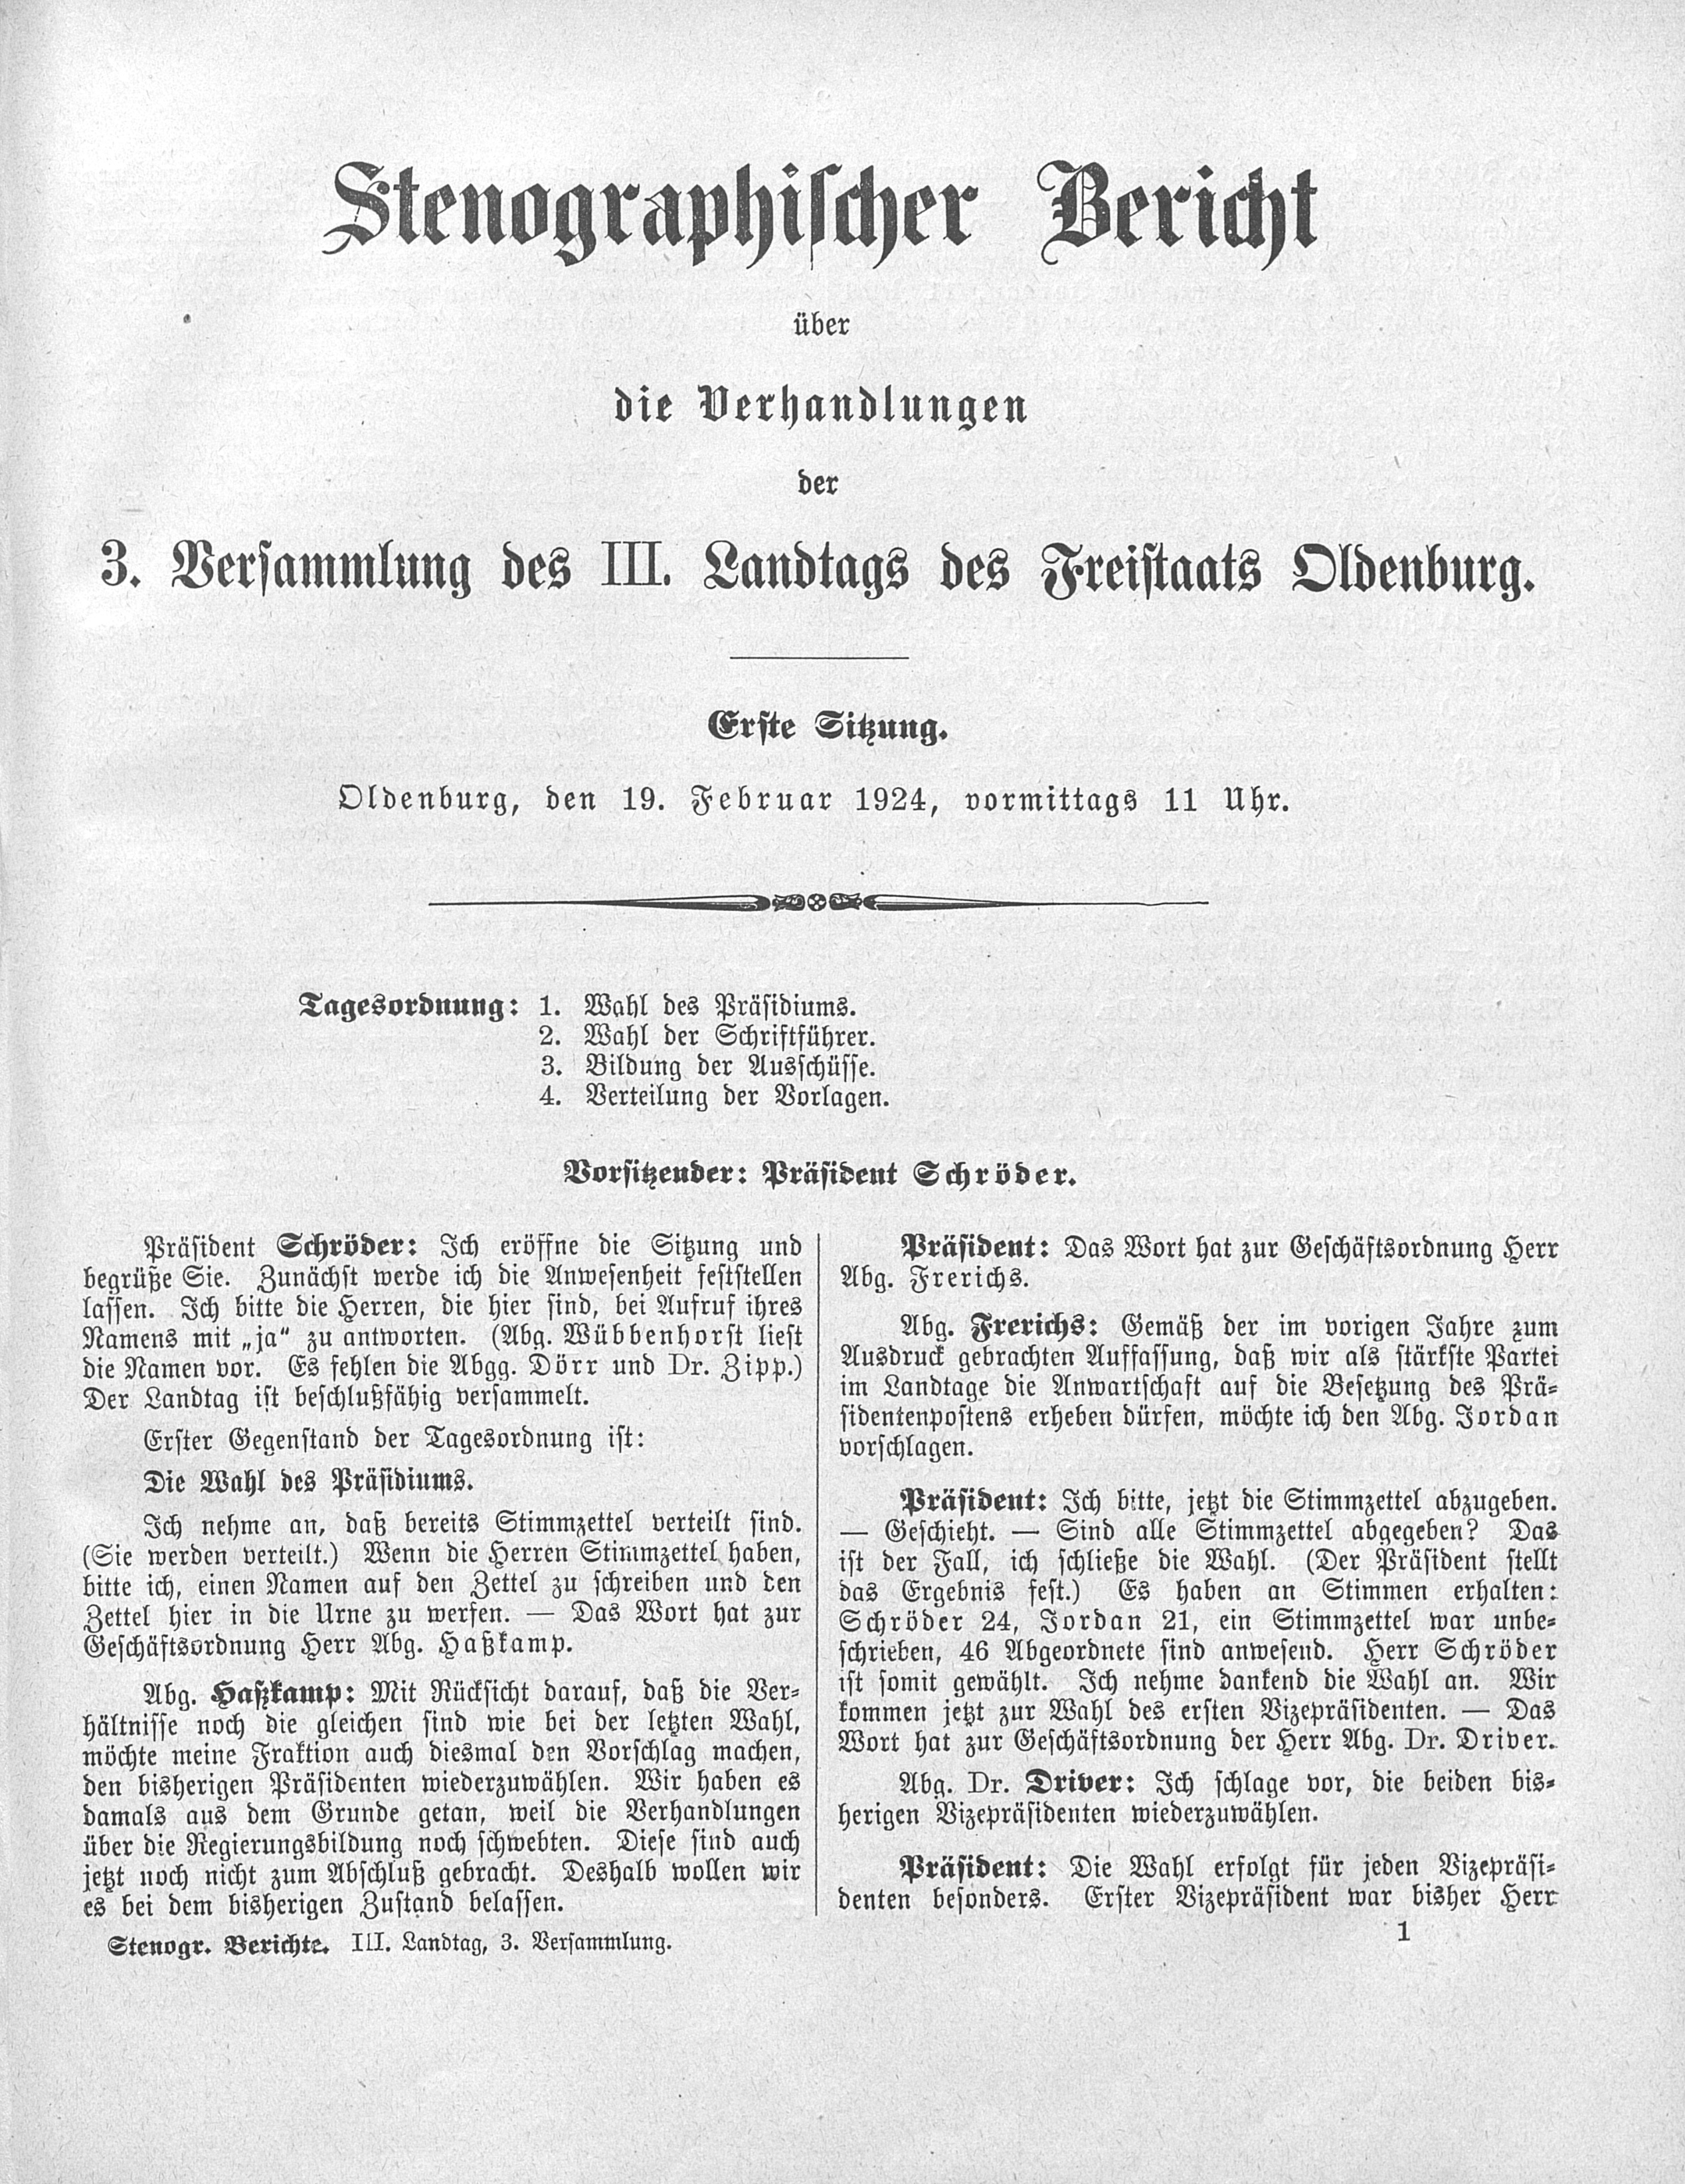 Stenographischer Bericht
über
die Verhandlungen
der
3. Versammlung des III. Landtags des Freistaats Oldenburg.
Erste Sitzung.
Oldenburg, den 19. Februar 1924, vormittags 11 Uhr.
Tagesordnung: 1. Wahl des Präsidiums.
2. Wahl der Schriftführer.
3. Bildung der Ausschüsse.
4. Verteilung der Vorlagen.
Vorsitzender: Präsident Schröder.
Präsident Schröder: Ich eröffne die Sitzung und
begrüße Sie. Zunächst werde ich die Anwesenheit feststellen
lassen. Ich bitte die Herren, die hier sind, bei Aufruf ihres
Namens mit „ja“ zu antworten. (Abg. Wübbenhorst liest
die Namen vor. Es fehlen die Abgg. Dörr und Dr. Zipp.)
Der Landtag ist beschlußfähig versammelt.
Erster Gegenstand der Tagesordnung ist:
Die Wahl des Präsidiums.
Ich nehme an, daß bereits Stimmzettel verteilt sind.
(Sie werden verteilt.) Wenn die Herren Stimmzettel haben,
bitte ich, einen Namen auf den Zettel zu schreiben und den
Zettel hier in die Urne zu werfen. — Das Wort hat zur
Geschäftsordnung Herr Abg. Haßkamp.
Abg. Haßkamp: Mit Rücksicht darauf, daß die Ver-
hältnisse noch die gleichen sind wie bei der letzten Wahl,
möchte meine Fraktion auch diesmal den Vorschlag machen,
den bisherigen Präsidenten wiederzuwählen. Wir haben es
damals aus dem Grunde getan, weil die Verhandlungen
über die Regierungsbildung noch schwebten. Diese sind auch
jetzt noch nicht zum Abschluß gebracht. Deshalb wollen wir
es bei dem bisherigen Zustand belassen.
Stenogr. Berichte. III. Landtag, 3. Versammlung.
Präsident: Das Wort hat zur Geschäftsordnung Herr
Abg. Frerichs.
Abg. Frerichs: Gemäß der im vorigen Jahre zum
Ausdruck gebrachten Auffassung, daß wir als stärkste Partei
im Landtage die Anwartschaft auf die Besetzung des Prä-
sidentenpostens erheben dürfen, möchte ich den Abg. Jordan
vorschlagen.
Präsident: Ich bitte, jetzt die Stimmzettel abzugeben.
— Geschieht. — Sind alle Stimmzettel abgegeben? Das
ist der Fall, ich schließe die Wahl. (Der Präsident stellt
das Ergebnis fest.) Es haben an Stimmen erhalten:
Schröder 24, Jordan 21, ein Stimmzettel war unbe-
schrieben, 46 Abgeordnete sind anwesend. Herr Schröder
ist somit gewählt. Ich nehme dankend die Wahl an. Wir
kommen jetzt zur Wahl des ersten Vizepräsidenten. — Das
Wort hat zur Geschäftsordnung der Herr Abg. Dr. Driver.
Abg. Dr. Driver: Ich schlage vor, die beiden bis-
herigen Vizepräsidenten wiederzuwählen.
Präsident: Die Wahl erfolgt für jeden Vizepräsi-
denten besonders. Erster Vizepräsident war bisher Herr
1